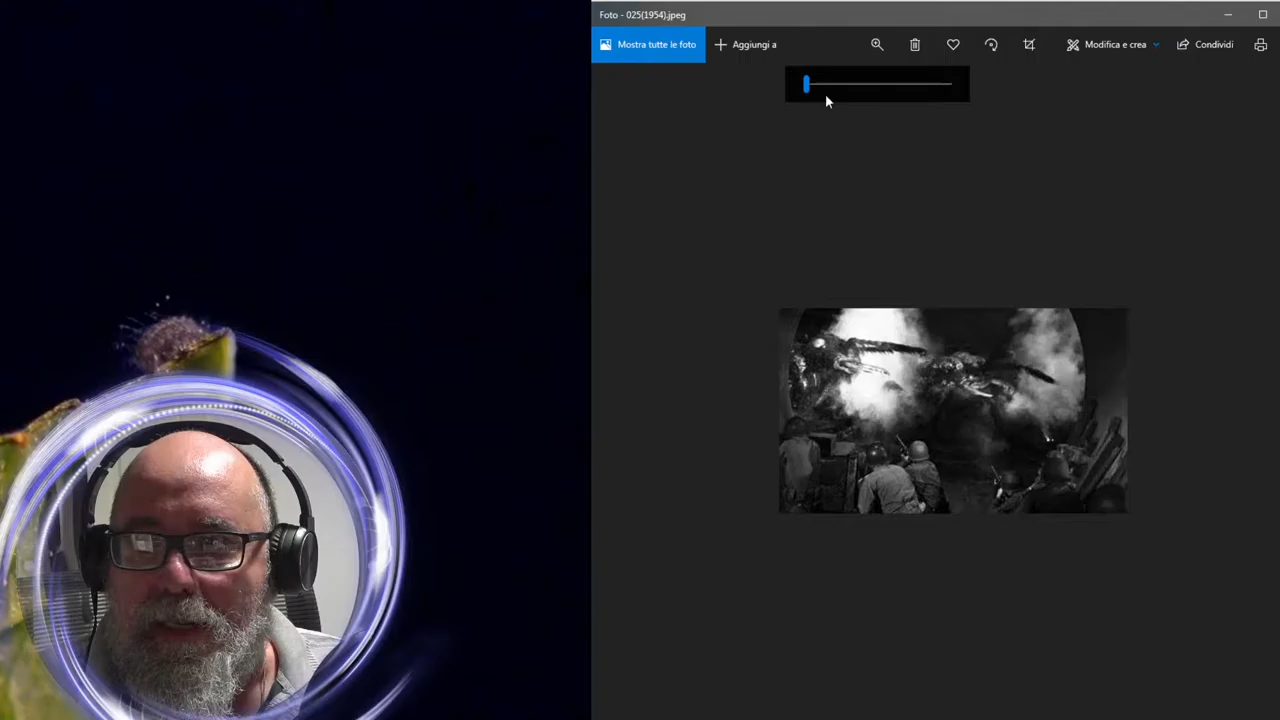 Foto - 025(1954).jpeg
Mostra tutte le foto
Aggiungi a
Modifica e crea
Condividi